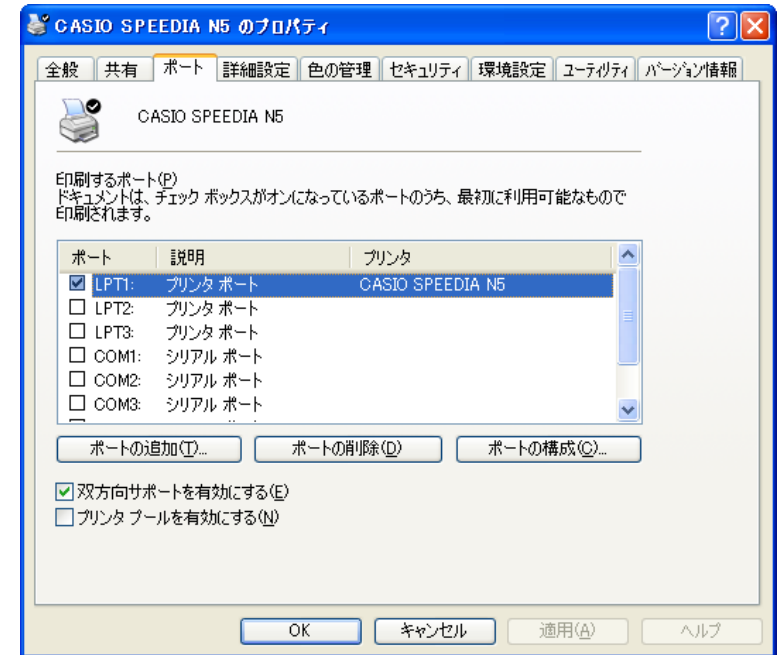 CASIO SPEEDIA N5 のプロパティ
全般 共有 ポート 詳細設定 色の管理 セキュリティ 環境設定 ユーティリティ バージョン情報
CASIO SPEEDIA N5
印刷するポート(P)
ドキュメントは、チェック ボックスがオンになっているポートのうち、最初に利用可能なもので
印刷されます。
ポート 説明 プリンタ
LPT1: プリンタ ポート CASIO SPEEDIA N5
LPT2: プリンタ ポート
LPT3: プリンタ ポート
COM1: シリアル ポート
COM2: シリアル ポート
COM3: シリアル ポート
ポートの追加(T)... ポートの削除(D) ポートの構成(C)...
双方向サポートを有効にする(E)
プリンタ プールを有効にする(N)
OK キャンセル 適用(A) ヘルプ